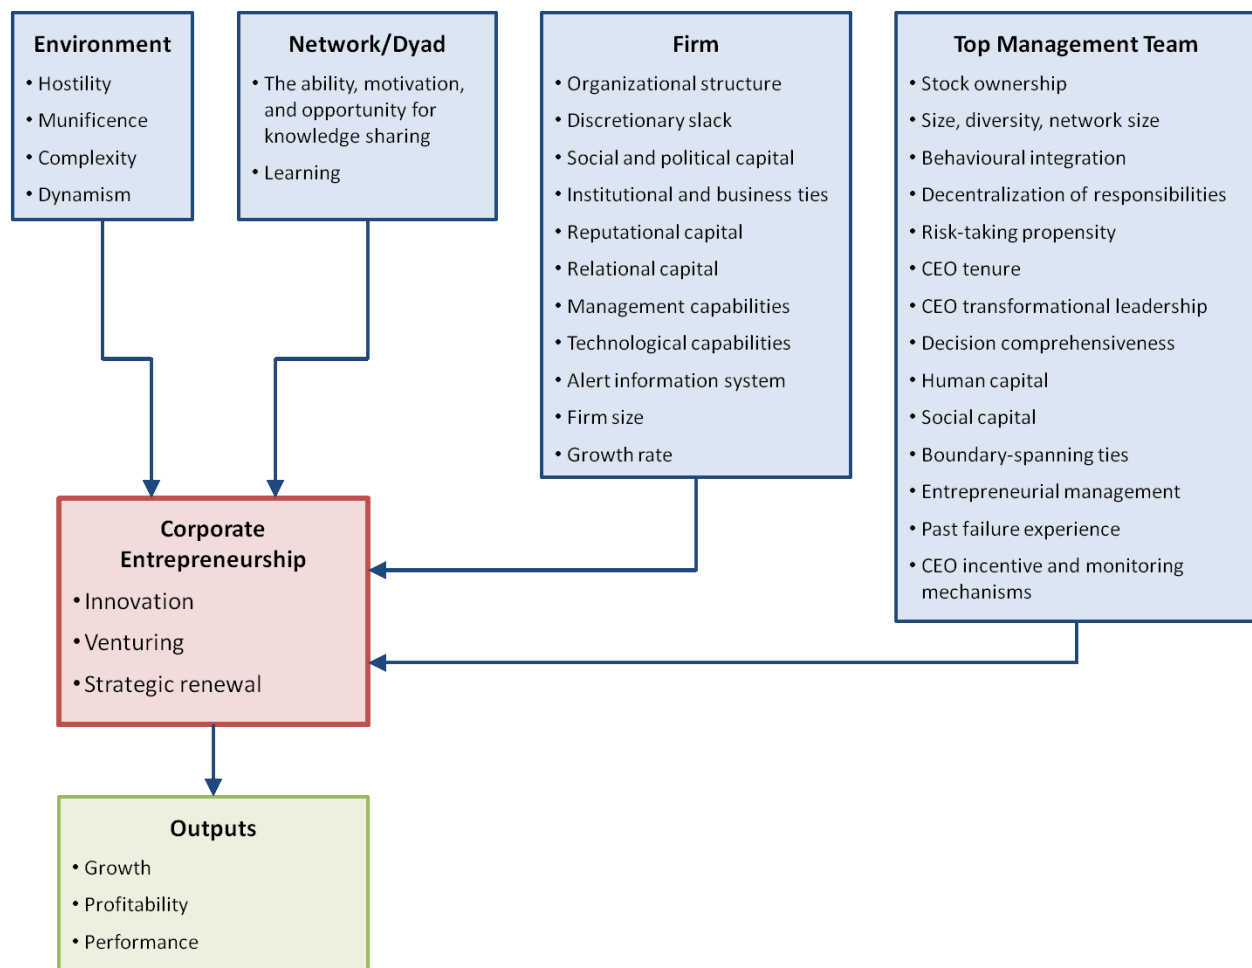 Environment
• Hostility
• Munificence
• Complexity
• Dynamism
Network/Dyad
• The ability, motivation,
and opportunity for
knowledge sharing
• Learning
Firm
• Organizational structure
• Discretionary slack
• Social and political capital
• Institutional and business ties
• Reputational capital
• Relational capital
• Management capabilities
• Technological capabilities
• Alert information system
• Firm size
• Growth rate
Top Management Team
• Stock ownership
• Size, diversity, network size
• Behavioural integration
• Decentralization of responsibilities
• Risk-taking propensity
• CEO tenure
• CEO transformational leadership
• Decision comprehensiveness
• Human capital
• Social capital
• Boundary-spanning ties
• Entrepreneurial management
• Past failure experience
• CEO incentive and monitoring
mechanisms
Corporate
Entrepreneurship
• Innovation
• Venturing
• Strategic renewal
Outputs
• Growth
• Profitability
• Performance